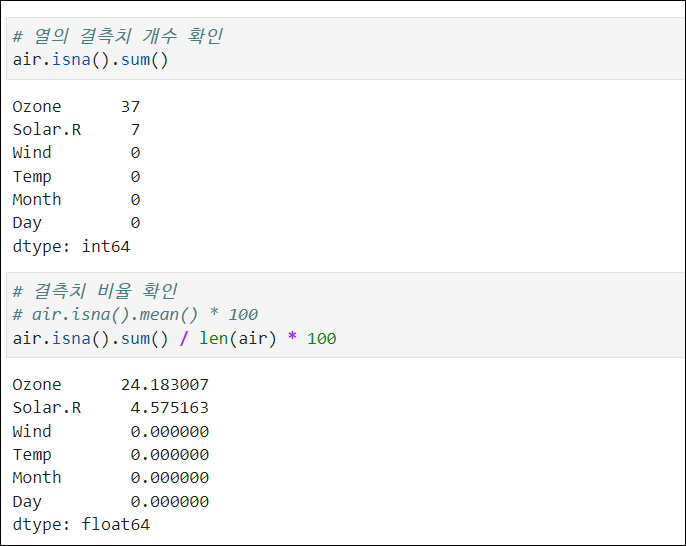 # 열의 결측치 개수 확인
air.isna().sum()
Ozone      37
Solar.R     7
Wind        0
Temp        0
Month       0
Day         0
dtype: int64
# 결측치 비율 확인
# air.isna().mean() * 100
air.isna().sum() / len(air) * 100
Ozone      24.183007
Solar.R     4.575163
Wind        0.000000
Temp        0.000000
Month       0.000000
Day         0.000000
dtype: float64